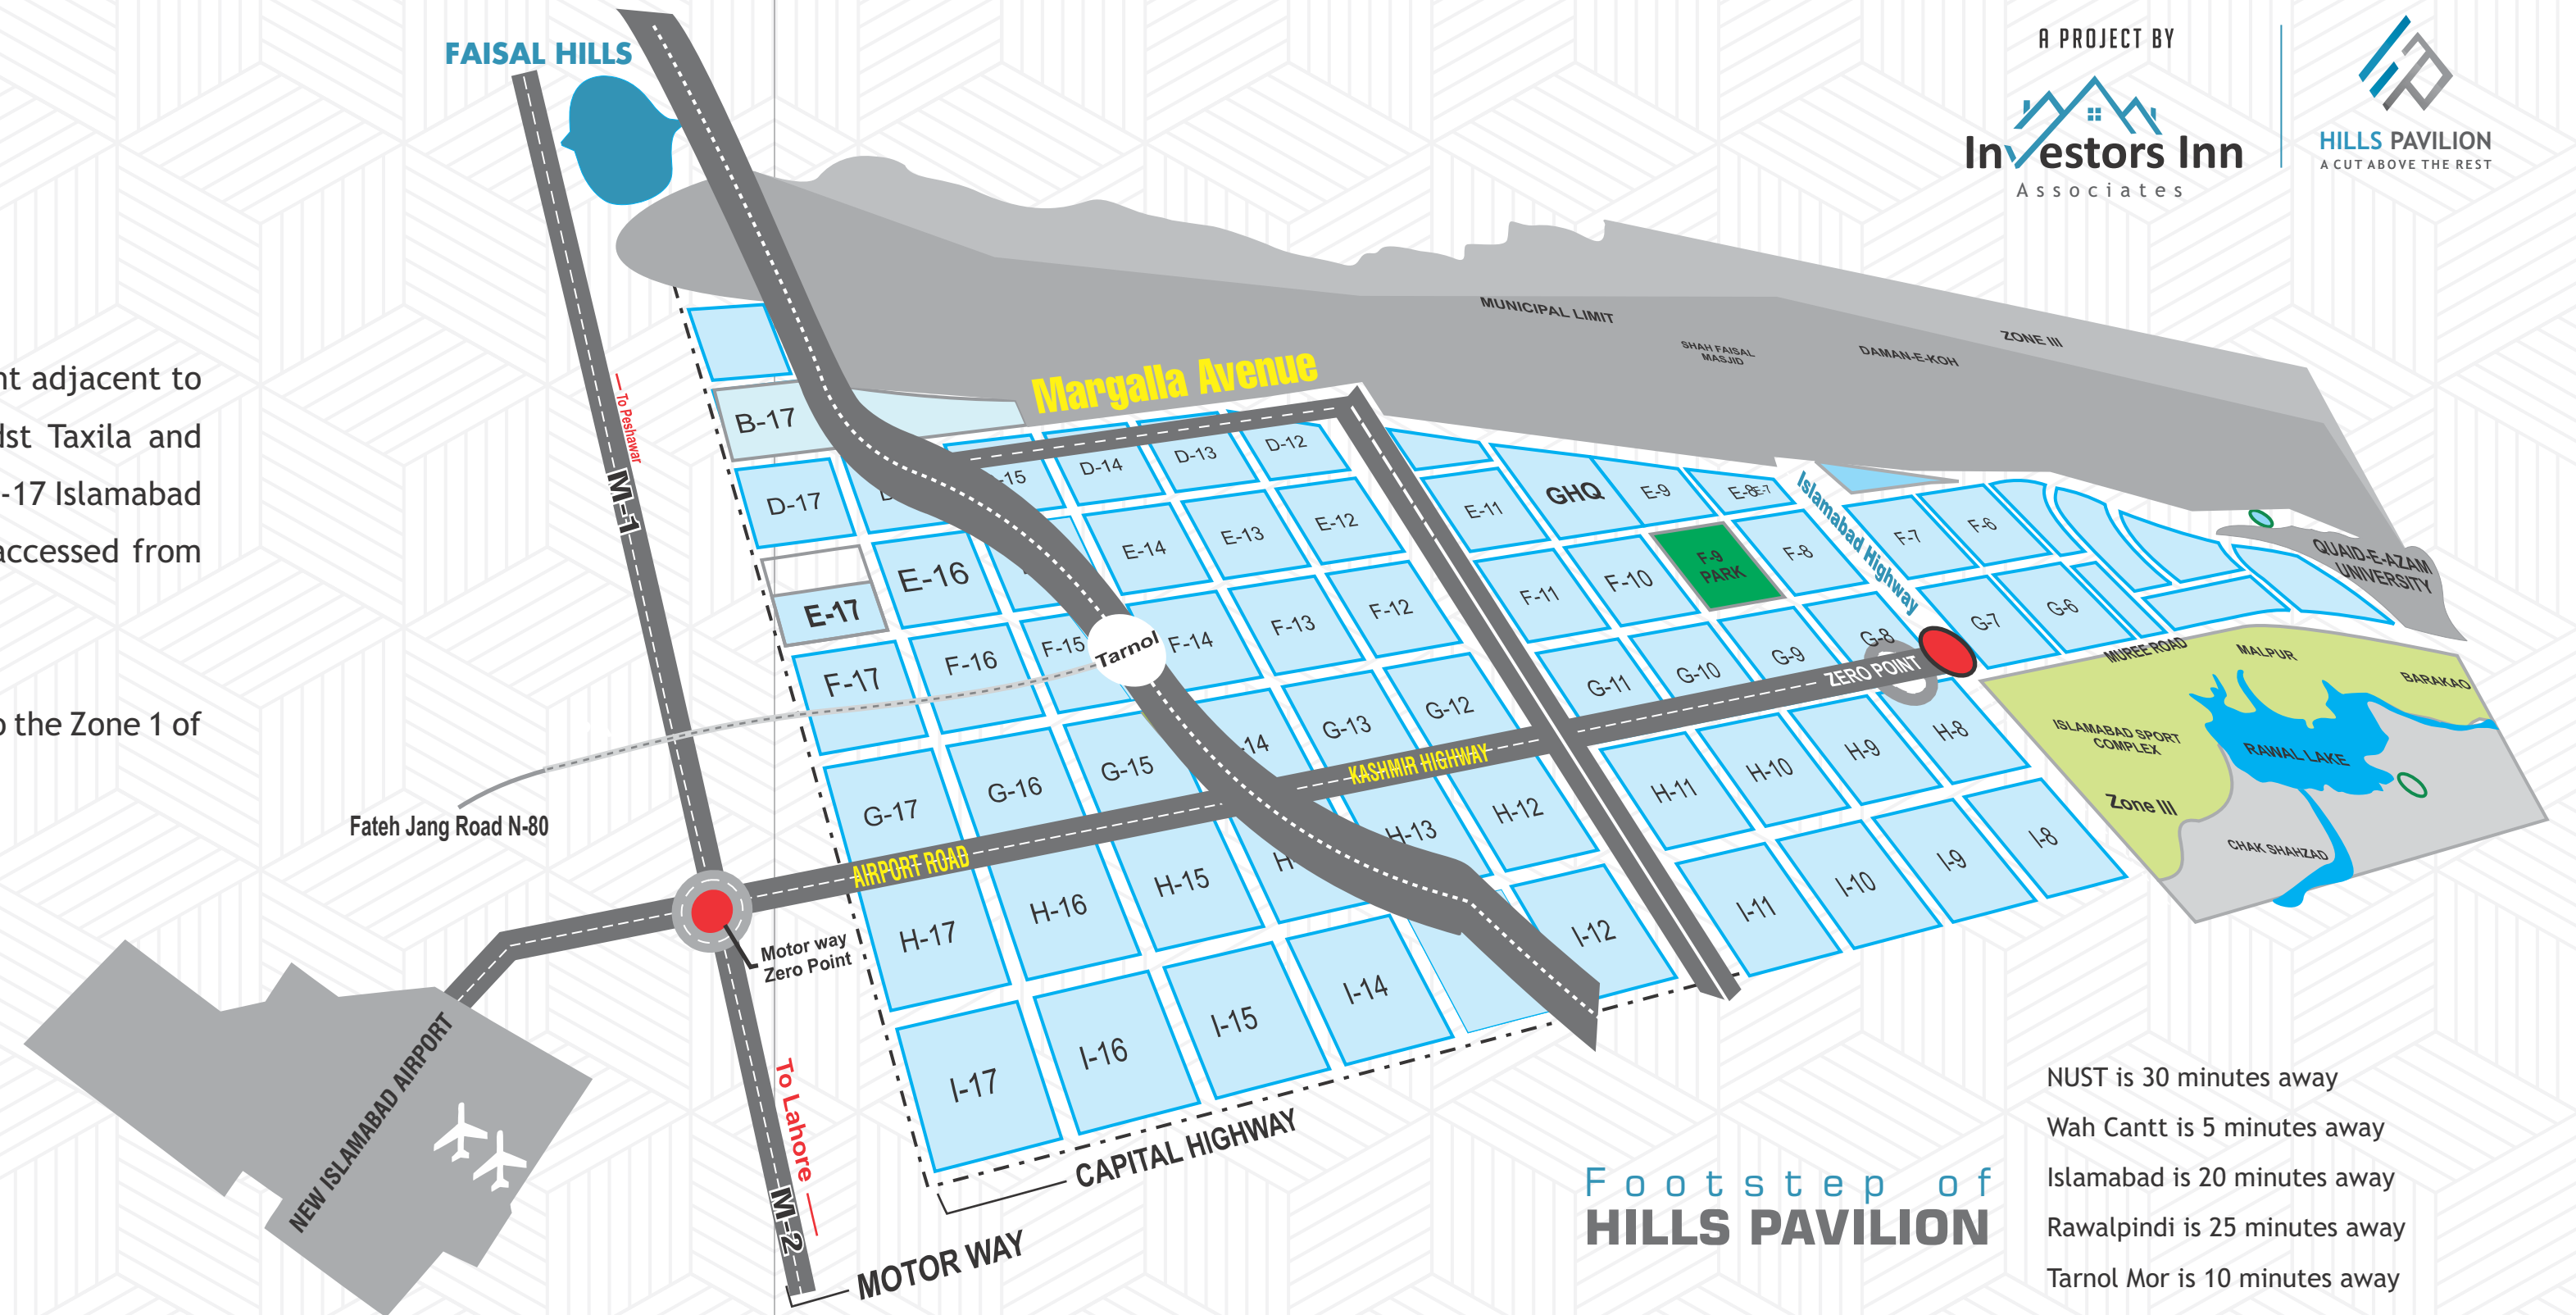 FAISAL HILLS
A PROJECT BY
Investors Inn
Associates
HILLS PAVILION
A CUT ABOVE THE REST
adjacent to
Taxila and
-17 Islamabad
accessed from
the Zone 1 of
MUNICIPAL LIMIT
SHAH FAISAL
MASJID
DAMAN-E-KOH
ZONE III
Margalla Avenue
To Peshawar
M-1
B-17
D-17
-15
D-14
D-13
D-12
E-11
GHQ
E-9
E-8
E-7
Islamabad Highway
E-17
E-16
E-14
E-13
E-12
F-11
F-10
F-9
PARK
F-8
F-7
F-6
QUAID-E-AZAM
UNIVERSITY
F-17
F-16
F-15
Tarnol
F-14
F-13
F-12
G-11
G-10
G-9
G-8
G-7
G-6
ZERO POINT
MUREE ROAD
MALPUR
BARAKAO
G-17
G-16
G-15
-14
G-13
G-12
KASHMIR HIGHWAY
H-11
H-10
H-9
H-8
ISLAMABAD SPORT
COMPLEX
RAWAL LAKE
Zone III
CHAK SHAHZAD
Fateh Jang Road N-80
AIRPORT ROAD
H-17
H-16
H-15
H-
H-13
H-12
I-11
I-10
I-9
I-8
Motor way
Zero Point
I-17
I-16
I-15
I-14
I-12
NEW ISLAMABAD AIRPORT
To Lahore
M-2
CAPITAL HIGHWAY
MOTOR WAY
Footstep of
HILLS PAVILION
NUST is 30 minutes away
Wah Cantt is 5 minutes away
Islamabad is 20 minutes away
Rawalpindi is 25 minutes away
Tarnol Mor is 10 minutes away